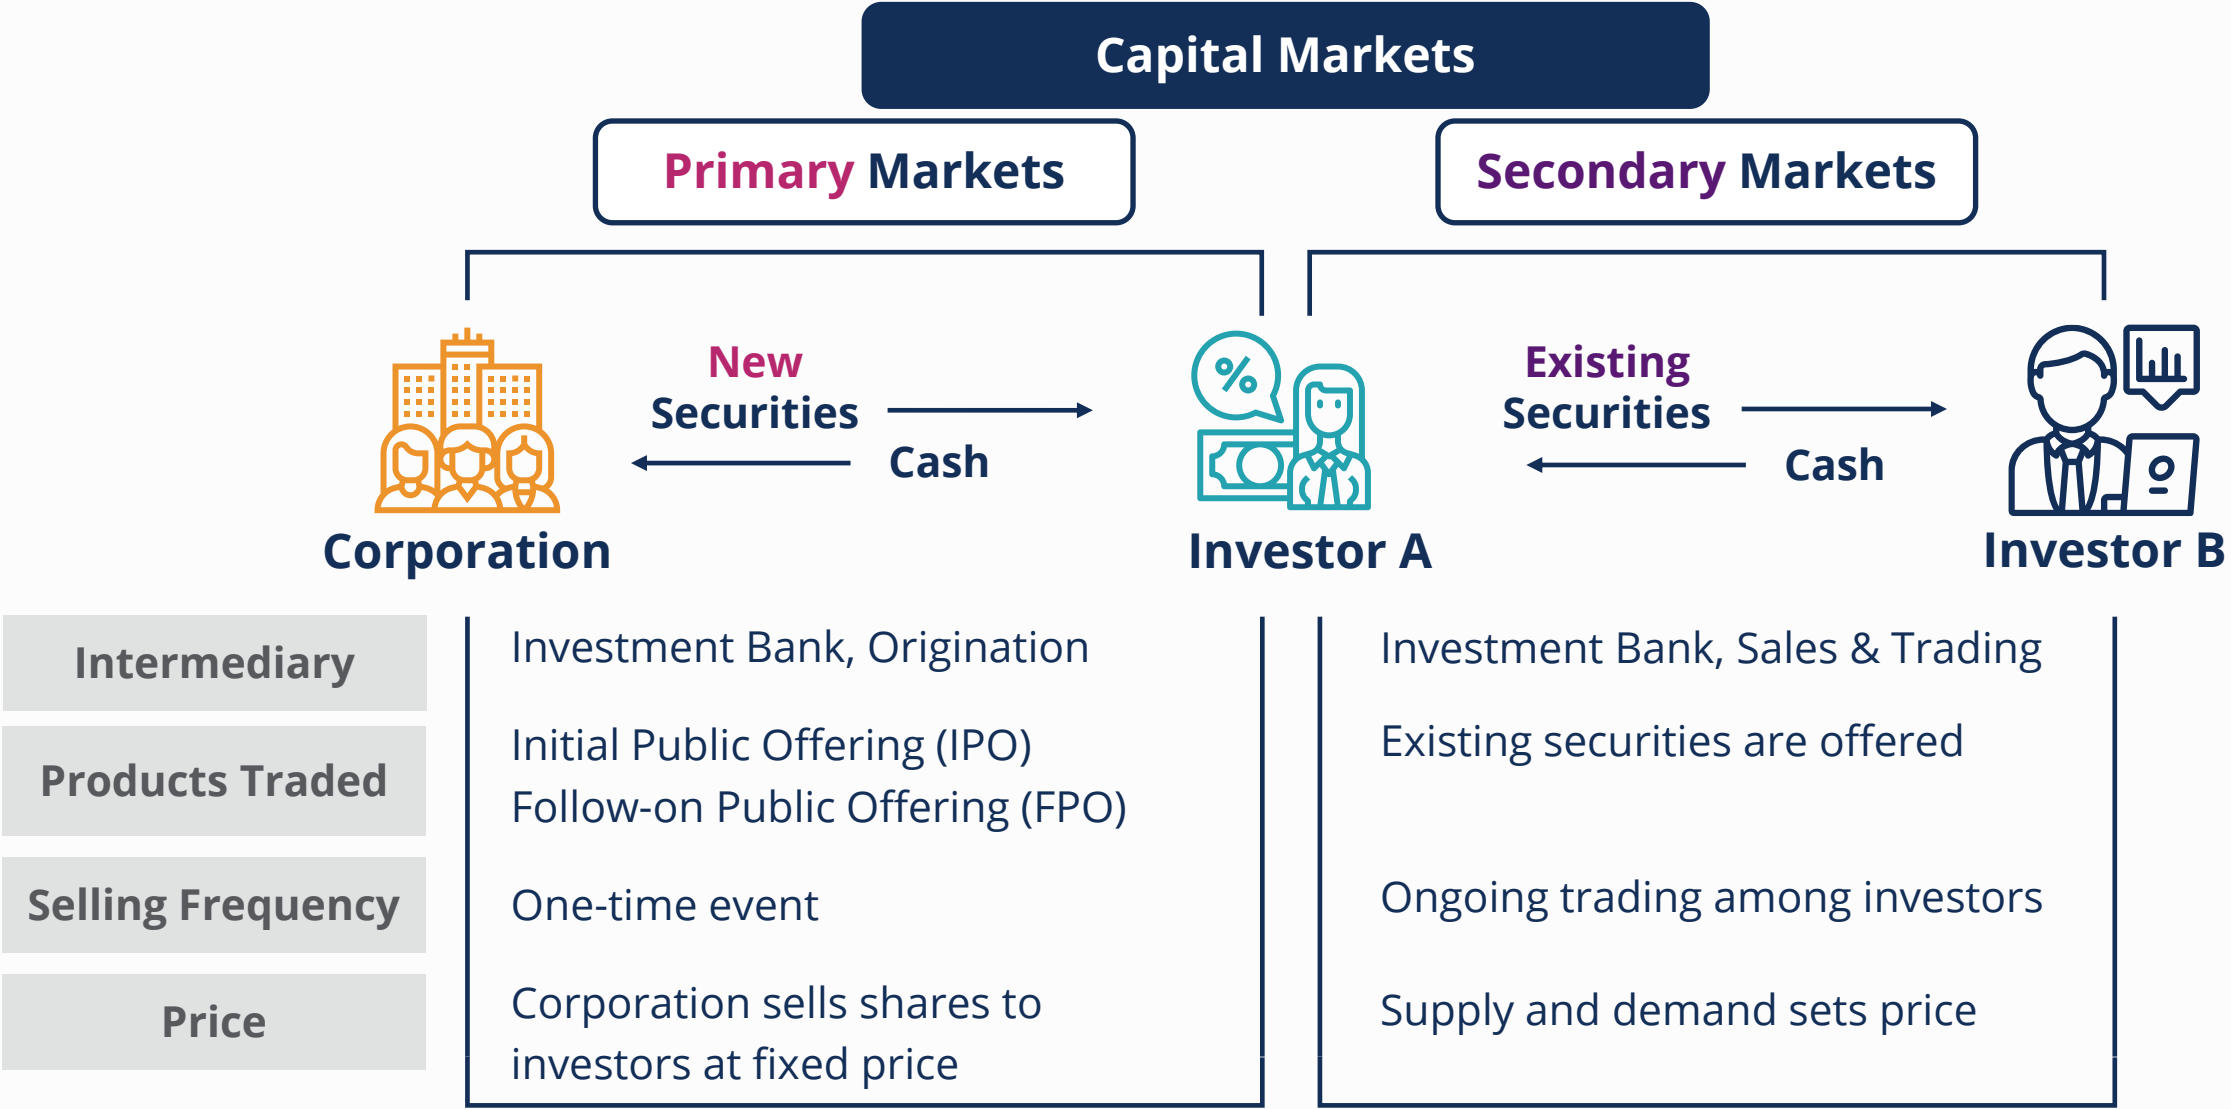 Capital Markets
Primary Markets
Secondary Markets
New
Securities
Cash
Existing
Securities
Cash
%
Corporation
Investor A
Investor B
Intermediary
Investment Bank, Origination
Investment Bank, Sales & Trading
Products Traded
Initial Public Offering (IPO)
Follow-on Public Offering (FPO)
Existing securities are offered
Selling Frequency
One-time event
Ongoing trading among investors
Price
Corporation sells shares to
investors at fixed price
Supply and demand sets price